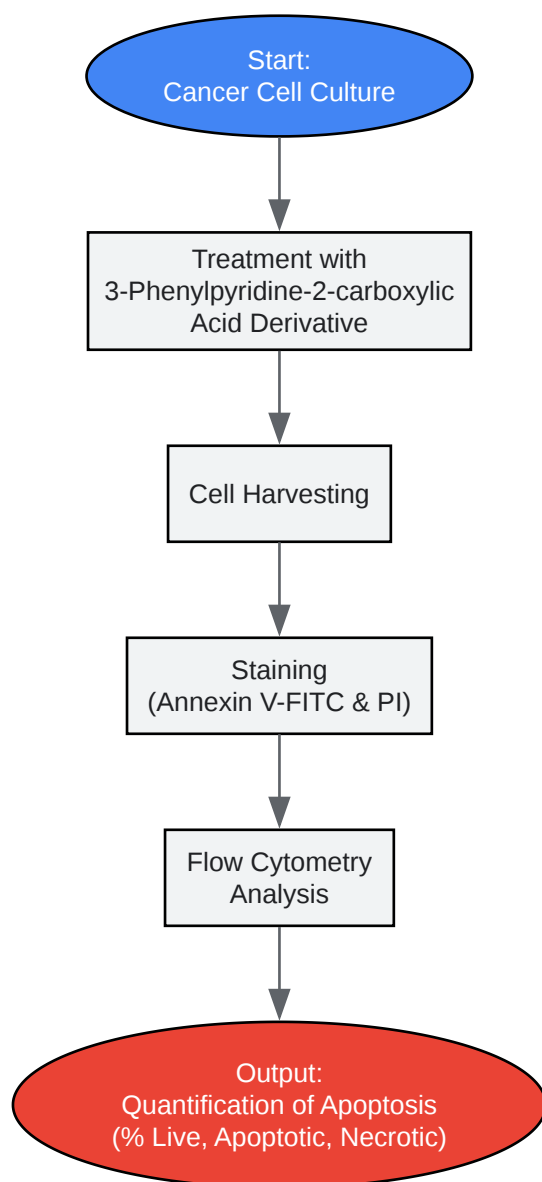 Start:
Cancer Cell Culture
Treatment with
3-Phenylpyridine-2-carboxylic
Acid Derivative
Cell Harvesting
Staining
(Annexin V-FITC & PI)
Flow Cytometry
Analysis
Output:
Quantification of Apoptosis
(% Live, Apoptotic, Necrotic)